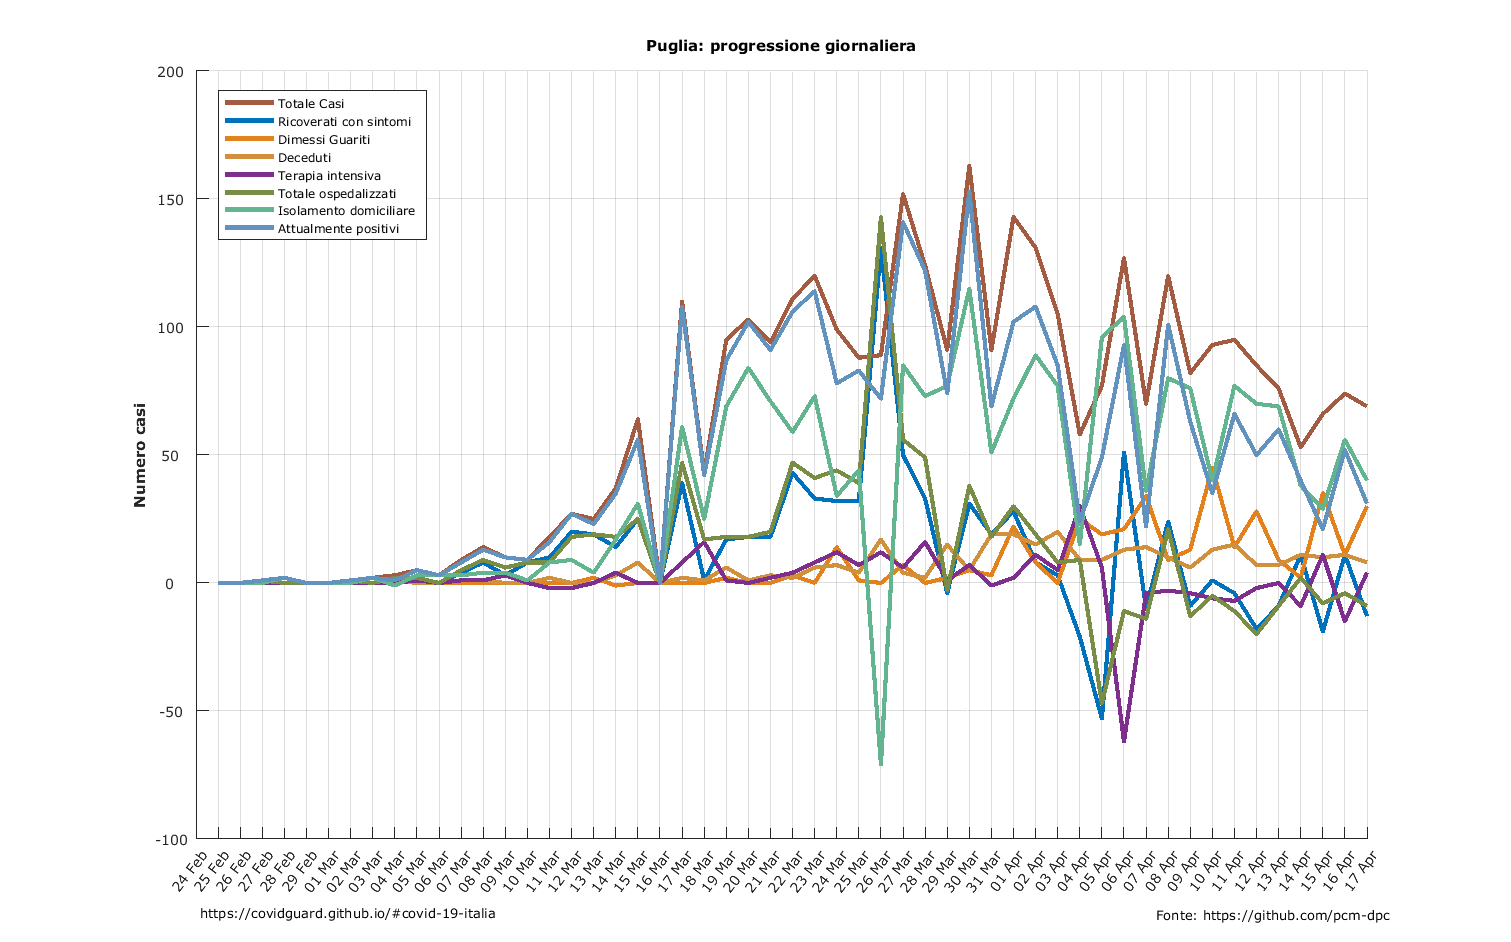 Puglia: progressione giornaliera
200
150
100
50
0
-50
-100
Numero casi
Totale Casi
Ricoverati con sintomi
Dimessi Guariti
Deceduti
Terapia intensiva
Totale ospedalizzati
Isolamento domiciliare
Attualmente positivi
24 Feb
25 Feb
26 Feb
27 Feb
28 Feb
29 Feb
01 Mar
02 Mar
03 Mar
04 Mar
05 Mar
06 Mar
07 Mar
08 Mar
09 Mar
10 Mar
11 Mar
12 Mar
13 Mar
14 Mar
15 Mar
16 Mar
17 Mar
18 Mar
19 Mar
20 Mar
21 Mar
22 Mar
23 Mar
24 Mar
25 Mar
26 Mar
27 Mar
28 Mar
29 Mar
30 Mar
31 Mar
01 Apr
02 Apr
03 Apr
04 Apr
05 Apr
06 Apr
07 Apr
08 Apr
09 Apr
10 Apr
11 Apr
12 Apr
13 Apr
14 Apr
15 Apr
16 Apr
17 Apr
https://covidguard.github.io/#covid-19-italia
Fonte: https://github.com/pcm-dpc